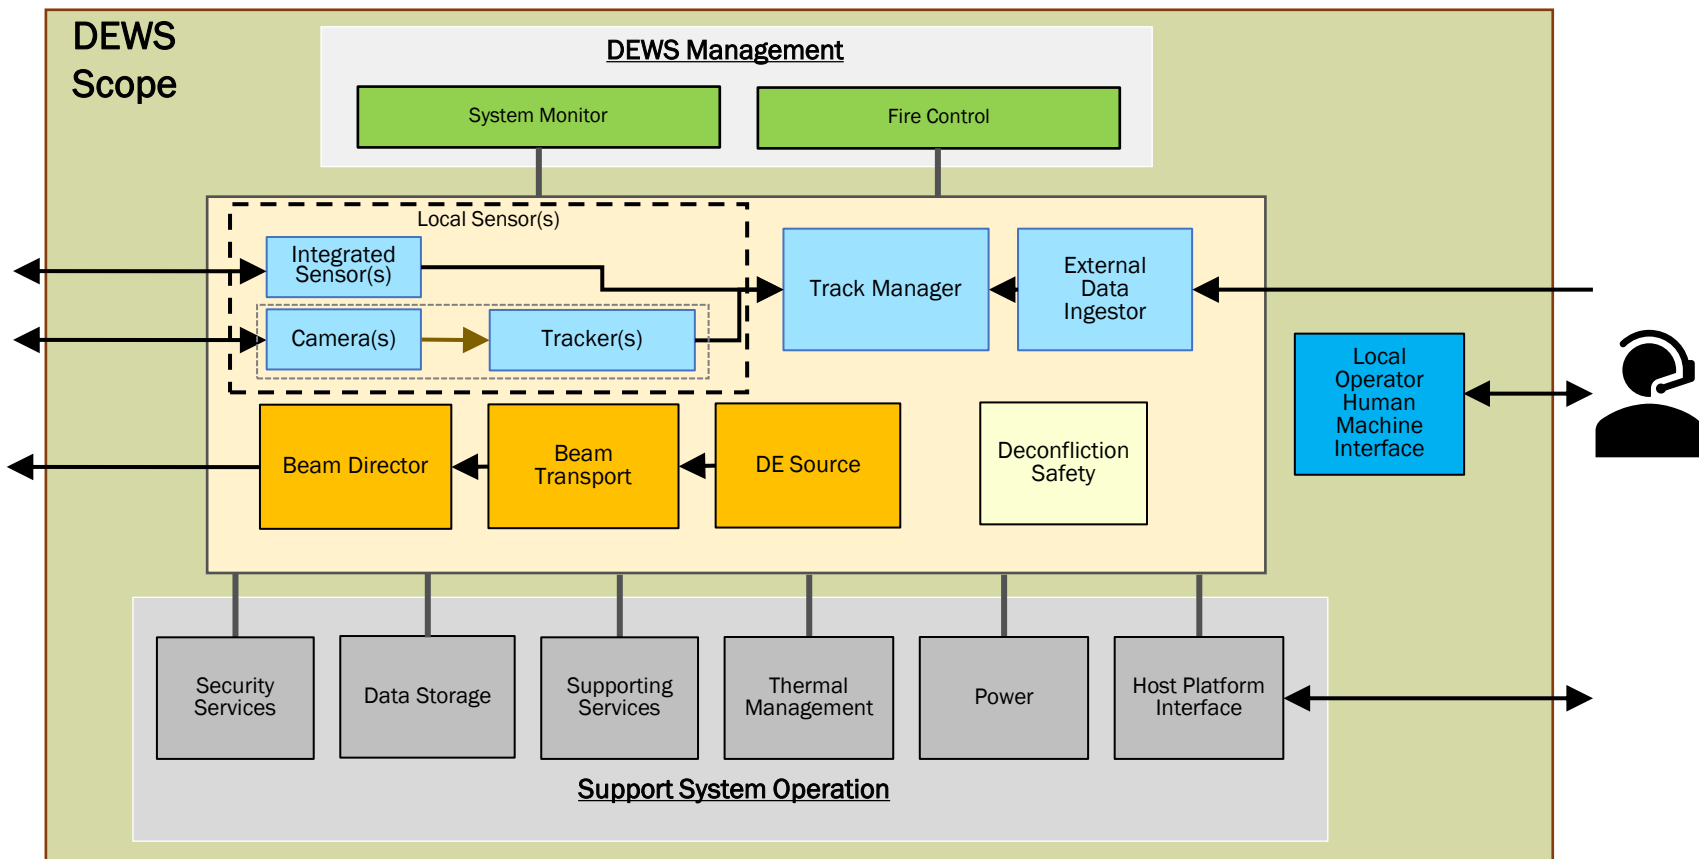 DEWS
Scope
DEWS Management
System Monitor
Fire Control
Local Sensor(s)
Integrated
Sensor(s)
Camera(s)
Tracker(s)
Track Manager
External
Data
Ingestor
Local
Operator
Human
Machine
Interface
Beam Director
Beam
Transport
DE Source
Deconfliction
Safety
Security
Services
Data Storage
Supporting
Services
Thermal
Management
Power
Host Platform
Interface
Support System Operation